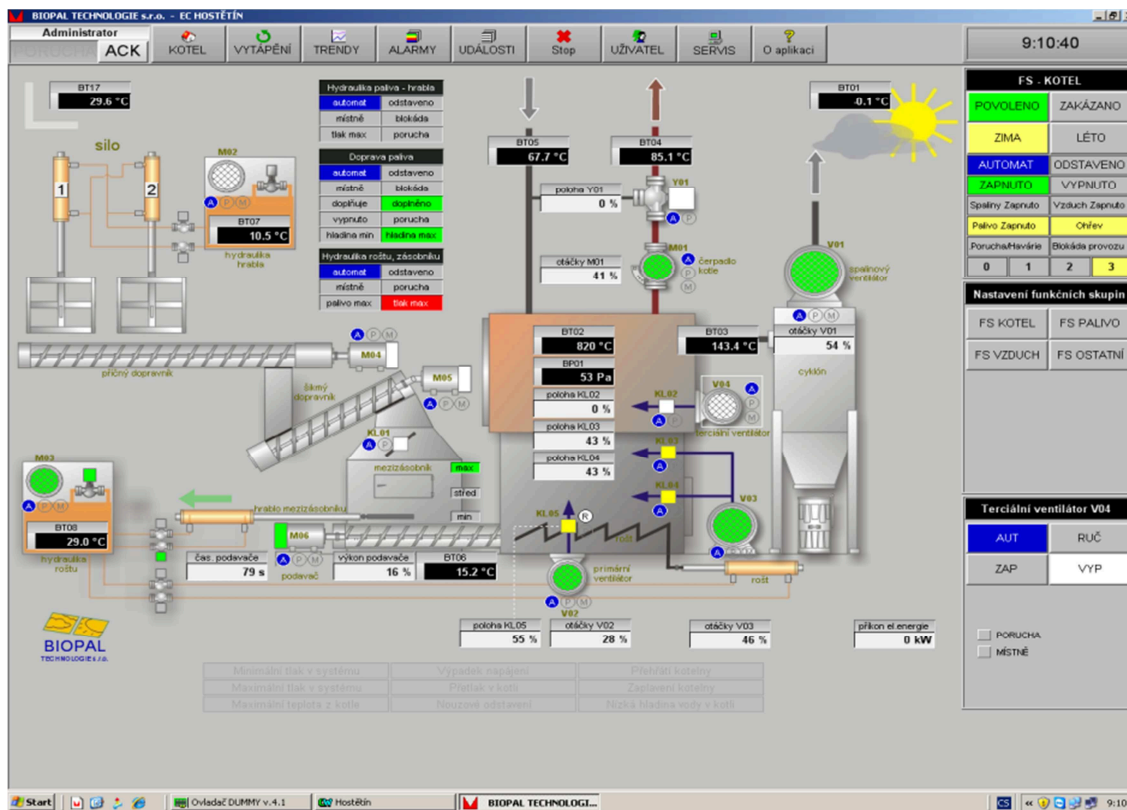 BIOPAL TECHNOLOGIE s.r.o. - EC HOSTĚTÍN
Administrator
PORUCHA ACK
KOTEL VYTÁPĚNÍ TRENDY ALARMY UDÁLOSTI Stop UŽIVATEL SERVIS O aplikaci
9:10:40
BT17
29.6 °C
silo
1 2
M02
A P M
BT07
10.5 °C
hydraulika
hrabla
Hydraulika paliva - hrabla
automat odstaveno
místně blokáda
tlak max porucha
Doprava paliva
automat odstaveno
místně blokáda
doplňuje doplněno
vypnuto porucha
hladina min hladina max
Hydraulika roštu, zásobníku
automat odstaveno
místně porucha
palivo max tlak max
BT05
67.7 °C
BT04
85.1 °C
BT01
-0.1 °C
poloha Y01
0 %
Y01
A P
otáčky M01
41 %
M01
čerpadlo
kotle
A
P
M
V01
spalinový
ventilátor
A P M
BT02
820 °C
BP01
53 Pa
poloha KL02
0 %
poloha KL03
43 %
poloha KL04
43 %
BT03
143.4 °C
otáčky V01
54 %
cyklón
V04
A
P
M
terciální ventilátor
KL02
A P
KL03
A
KL04
A
V03
A P M
A P M
M04
příčný dopravník
šikmý
dopravník
M05
A P M
KL01
A P
mezizásobník
max
střed
min
hrablo mezizásobníku
M03
A P M
BT08
29.0 °C
hydraulika
roštu
M06
A P M
podavač
čas. podavače
79 s
výkon podavače
16 %
BT06
15.2 °C
KL05
A
R
rošt
primární
ventilátor
A P M
V02
rošt
poloha KL05
55 %
otáčky V02
28 %
otáčky V03
46 %
příkon el.energie
0 kW
BIOPAL
TECHNOLOGIE s.r.o.
Minimální tlak v systému Výpadek napájení Přehřátí kotelny
Maximální tlak v systému Přetlak v kotli Zastavení kotelny
Maximální teplota z kotle Nouzové odstavení Nízká hladina vody v kotli
FS - KOTEL
POVOLENO ZAKÁZANO
ZIMA LÉTO
AUTOMAT ODSTAVENO
ZAPNUTO VYPNUTO
Spaliny Zapnuto Vzduch Zapnuto
Palivo Zapnuto Ohřev
Porucha/Havárie Blokáda provozu
0 1 2 3
Nastavení funkčních skupin
FS KOTEL FS PALIVO
FS VZDUCH FS OSTATNÍ
Terciální ventilátor V04
AUT RUČ
ZAP VYP
PORUCHA
MÍSTNĚ
Start Ovladač DUMMY v.4.1 Hostětín BIOPAL TECHNOLOGI... CS « 9:10